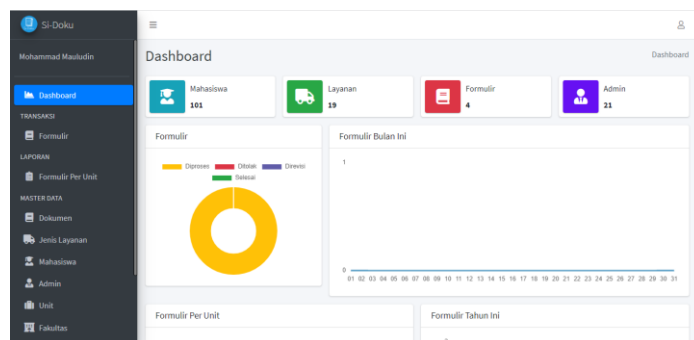 Si-Doku
Mohammad Mauludin
Dashboard
TRANSAKSI
Formulir
LAPORAN
Formulir Per Unit
MASTER DATA
Dokumen
Jenis Layanan
Mahasiswa
Admin
Unit
Fakultas
Dashboard
Dashboard
Mahasiswa
101
Layanan
19
Formulir
4
Admin
21
Formulir
Diproses Ditolak Direvisi
Selesai
Formulir Bulan Ini
1
0
01 02 03 04 05 06 07 08 09 10 11 12 13 14 15 16 17 18 19 20 21 22 23 24 25 26 27 28 29 30 31
Formulir Per Unit
Formulir Tahun Ini